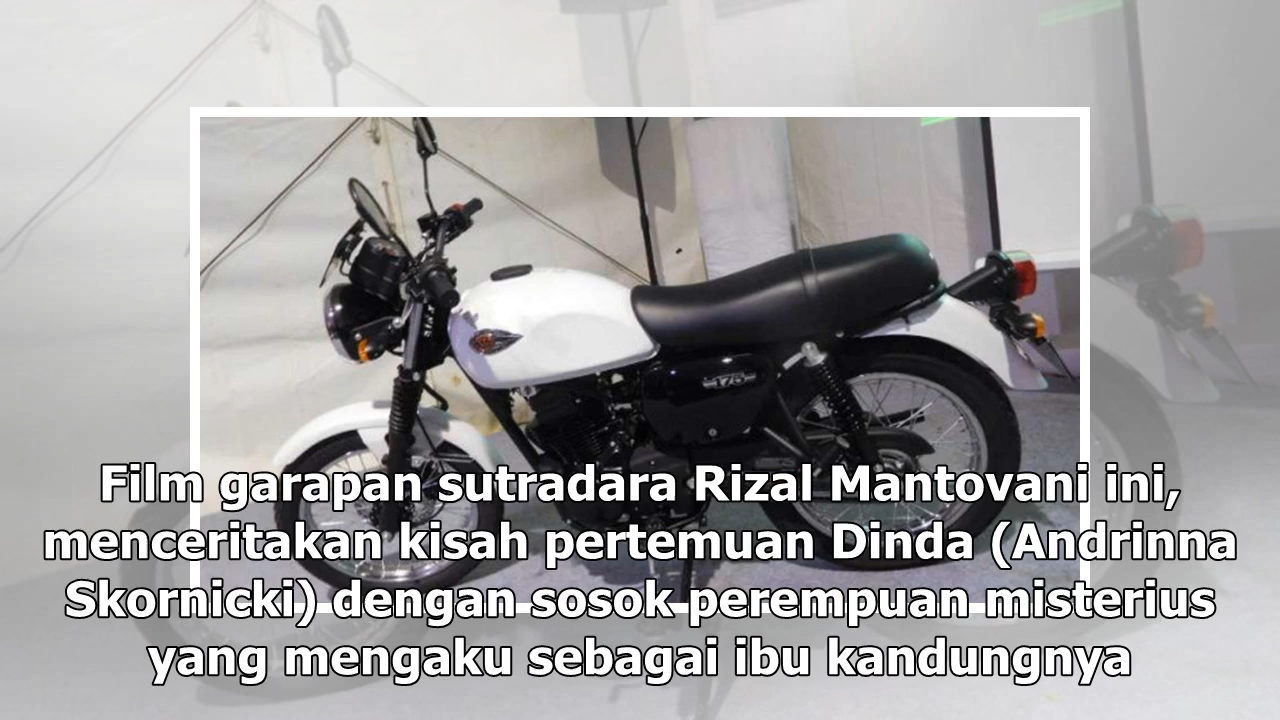 175
Film garapan sutradara Rizal Mantovani ini,
menceritakan kisah pertemuan Dinda (Andrinna
Skornicki) dengan sosok perempuan misterius
yang mengaku sebagai ibu kandungnya